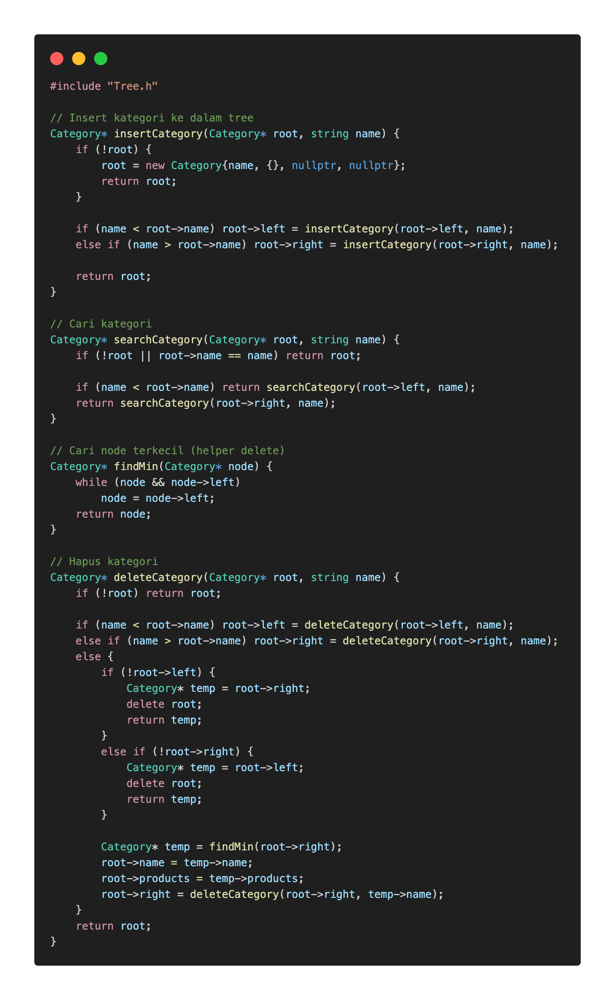 #include "Tree.h"

// Insert kategori ke dalam tree
Category* insertCategory(Category* root, string name) {
    if (!root) {
        root = new Category{name, {}, nullptr, nullptr};
        return root;
    }

    if (name < root->name) root->left = insertCategory(root->left, name);
    else if (name > root->name) root->right = insertCategory(root->right, name);

    return root;
}

// Cari kategori
Category* searchCategory(Category* root, string name) {
    if (!root || root->name == name) return root;

    if (name < root->name) return searchCategory(root->left, name);
    return searchCategory(root->right, name);
}

// Cari node terkecil (helper delete)
Category* findMin(Category* node) {
    while (node && node->left)
        node = node->left;
    return node;
}

// Hapus kategori
Category* deleteCategory(Category* root, string name) {
    if (!root) return root;

    if (name < root->name) root->left = deleteCategory(root->left, name);
    else if (name > root->name) root->right = deleteCategory(root->right, name);
    else {
        if (!root->left) {
            Category* temp = root->right;
            delete root;
            return temp;
        }
        else if (!root->right) {
            Category* temp = root->left;
            delete root;
            return temp;
        }

        Category* temp = findMin(root->right);
        root->name = temp->name;
        root->products = temp->products;
        root->right = deleteCategory(root->right, temp->name);
    }
    return root;
}